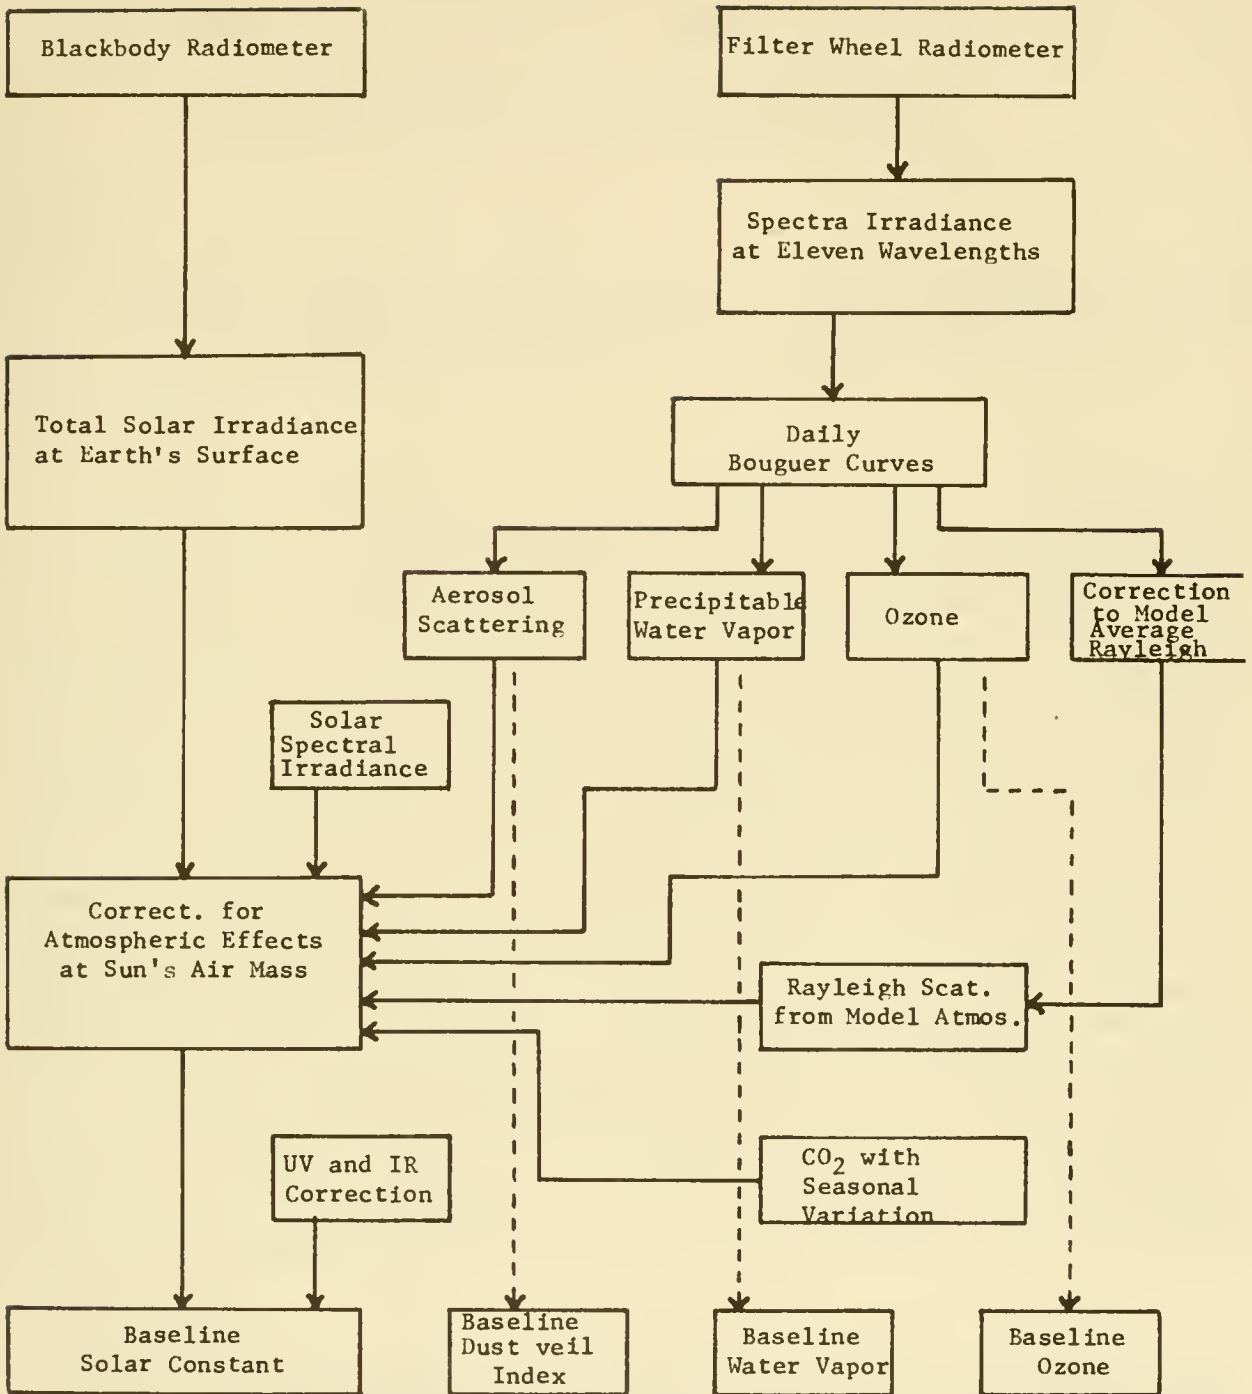 Blackbody Radiometer
Filter Wheel Radiometer
Spectra Irradiance
at Eleven Wavelengths
Total Solar Irradiance
at Earth's Surface
Daily
Bouguer Curves
Aerosol
Scattering
Precipitable
Water Vapor
Ozone
Correction
to Model
Average
Rayleigh
Solar
Spectral
Irradiance
Correct. for
Atmospheric Effects
at Sun's Air Mass
Rayleigh Scat.
from Model Atmos.
UV and IR
Correction
CO2 with
Seasonal
Variation
Baseline
Solar Constant
Baseline
Dust veil
Index
Baseline
Water Vapor
Baseline
Ozone